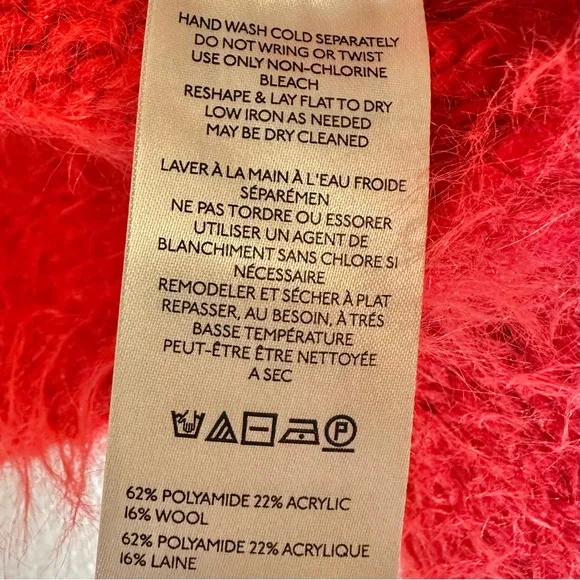 HAND WASH COLD SEPARATELY
DO NOT WRING OR TWIST
USE ONLY NON-CHLORINE
BLEACH
RESHAPE & LAY FLAT TO DRY
LOW IRON AS NEEDED
MAY BE DRY CLEANED
LAVER À LA MAIN À L'EAU FROIDE
SÉPARÉMEN
NE PAS TORDRE OU ESSORER
UTILISER UN AGENT DE
BLANCHIMENT SANS CHLORE SI
NÉCESSAIRE
REMODELER ET SÉCHER À PLAT
REPASSER, AU BESOIN, À TRÉS
BASSE TEMPÉRATURE
PEUT-ÊTRE ÊTRE NETTOYÉE
A SEC
P
62% POLYAMIDE 22% ACRYLIC
16% WOOL
62% POLYAMIDE 22% ACRYLIQUE
16% LAINE